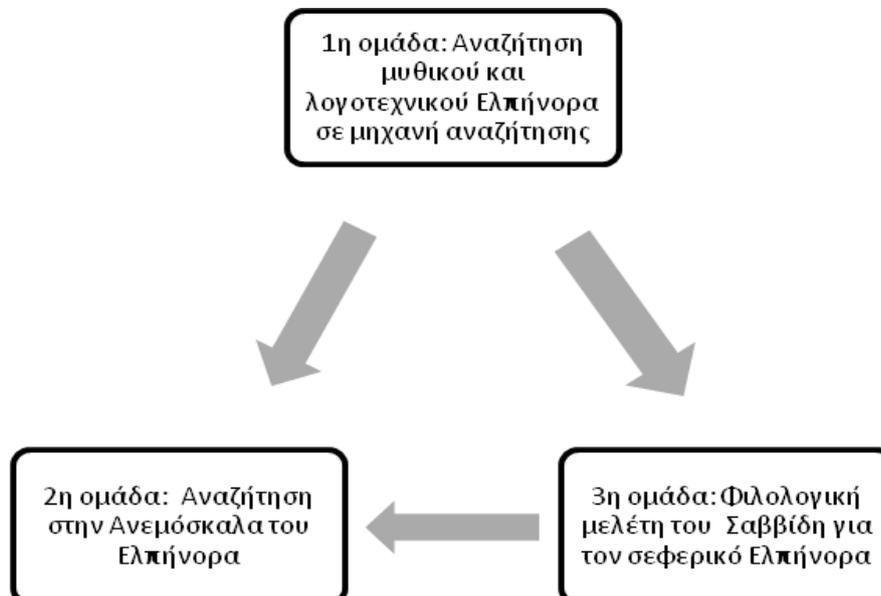 1η ομάδα: Αναζήτηση
μυθικού και
λογοτεχνικού Ελπήνορα
σε μηχανή αναζήτησης
2η ομάδα: Αναζήτηση
στην Ανεμόσκαλα του
Ελπήνορα
3η ομάδα: Φιλολογική
μελέτη του Σαββίδη για
τον σεφερικό Ελπήνορα